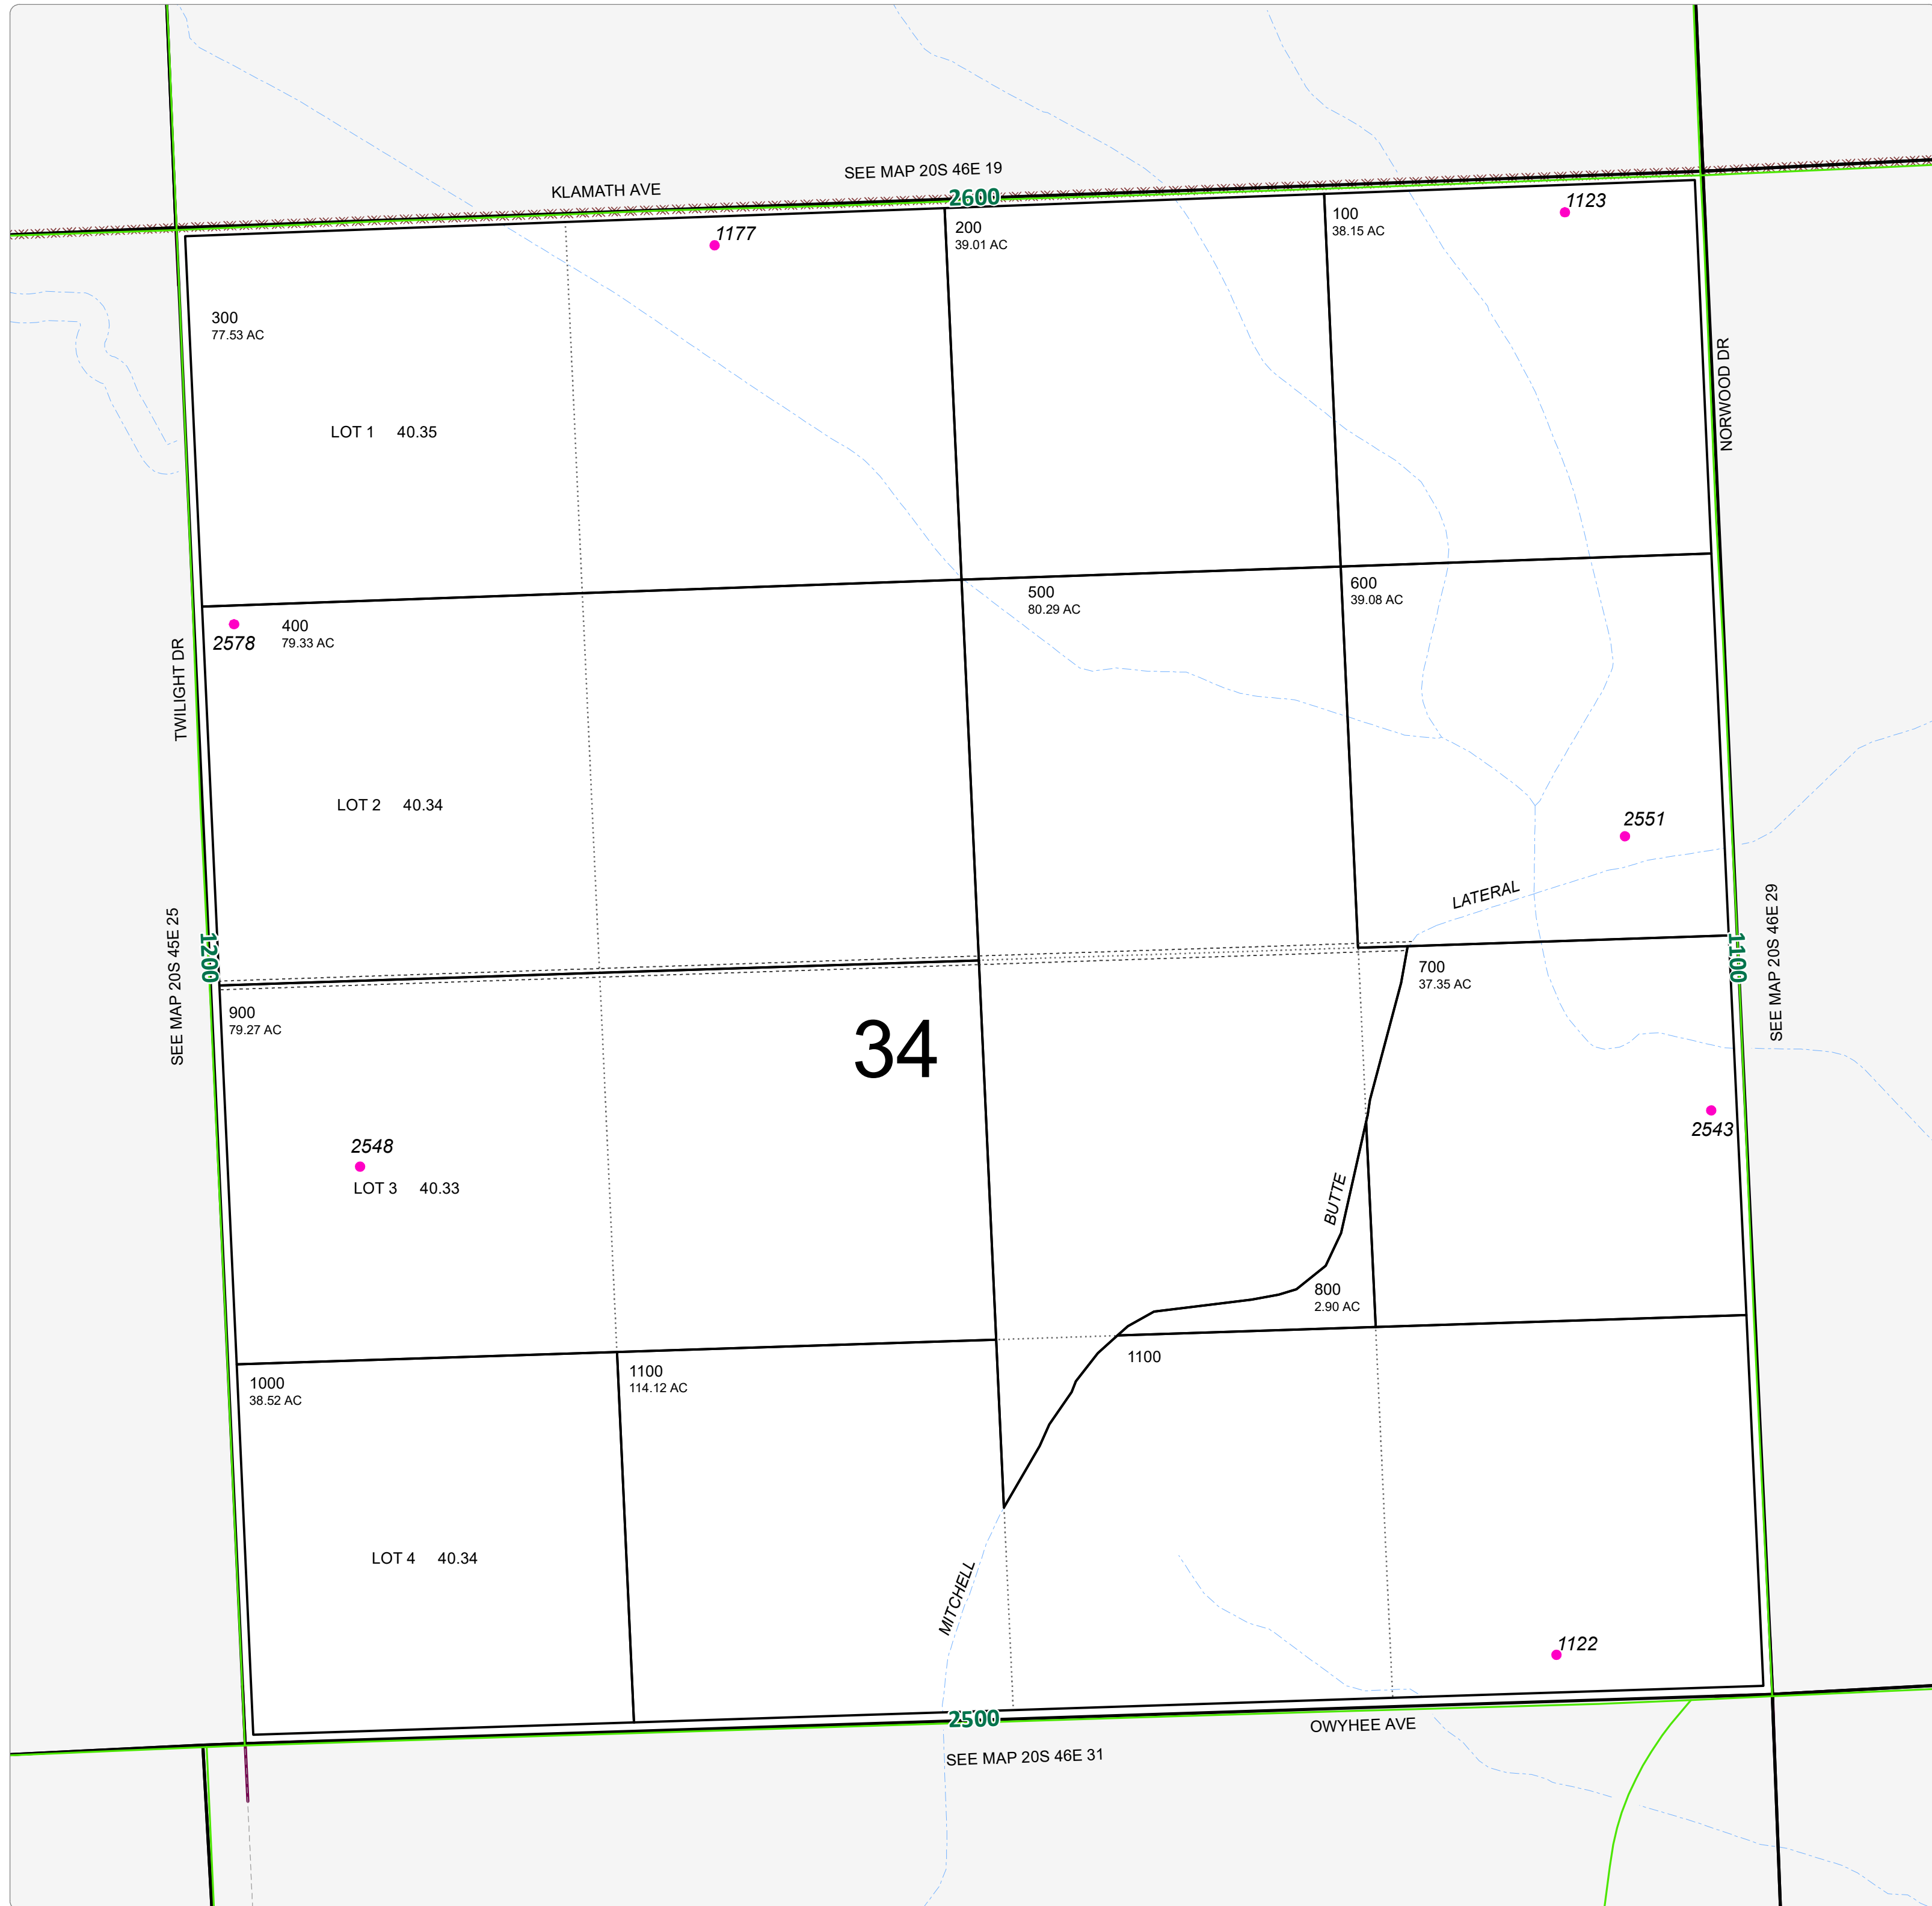 SEE MAP 20S 46E 19
KLAMATH AVE
2600
1123
1177
200
39.01 AC
100
38.15 AC
300
77.53 AC
NORWOOD DR
LOT 1 40.35
500
80.29 AC
600
39.08 AC
2578
400
79.33 AC
TWILIGHT DR
LOT 2 40.34
2551
LATERAL
SEE MAP 20S 45E 25
1200
1100
SEE MAP 20S 46E 29
700
37.35 AC
900
79.27 AC
34
2543
2548
LOT 3 40.33
BUTTE
800
2.90 AC
1100
1000
38.52 AC
1100
114.12 AC
LOT 4 40.34
MITCHELL
1122
2500
OWYHEE AVE
SEE MAP 20S 46E 31